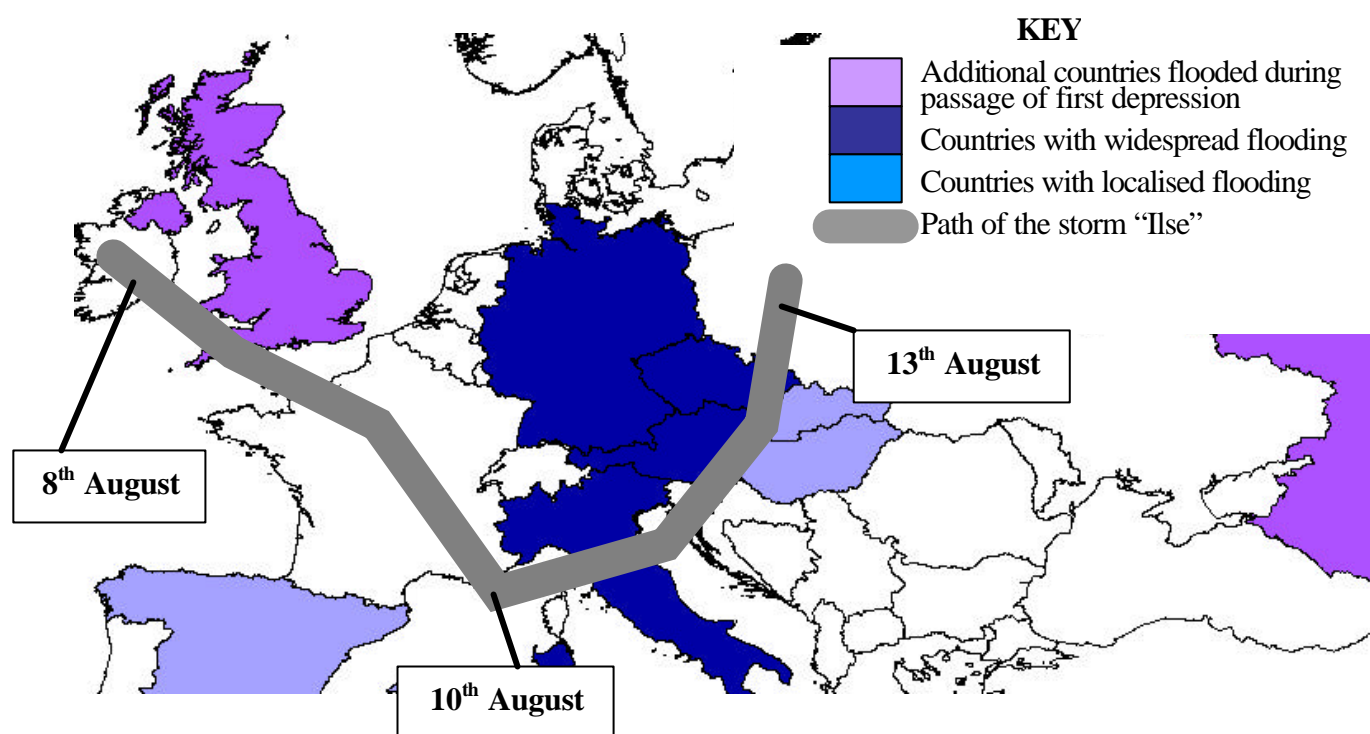 KEY
Additional countries flooded during
passage of first depression
Countries with widespread flooding
Countries with localised flooding
Path of the storm “Ilse”
13th August
8th August
10th August